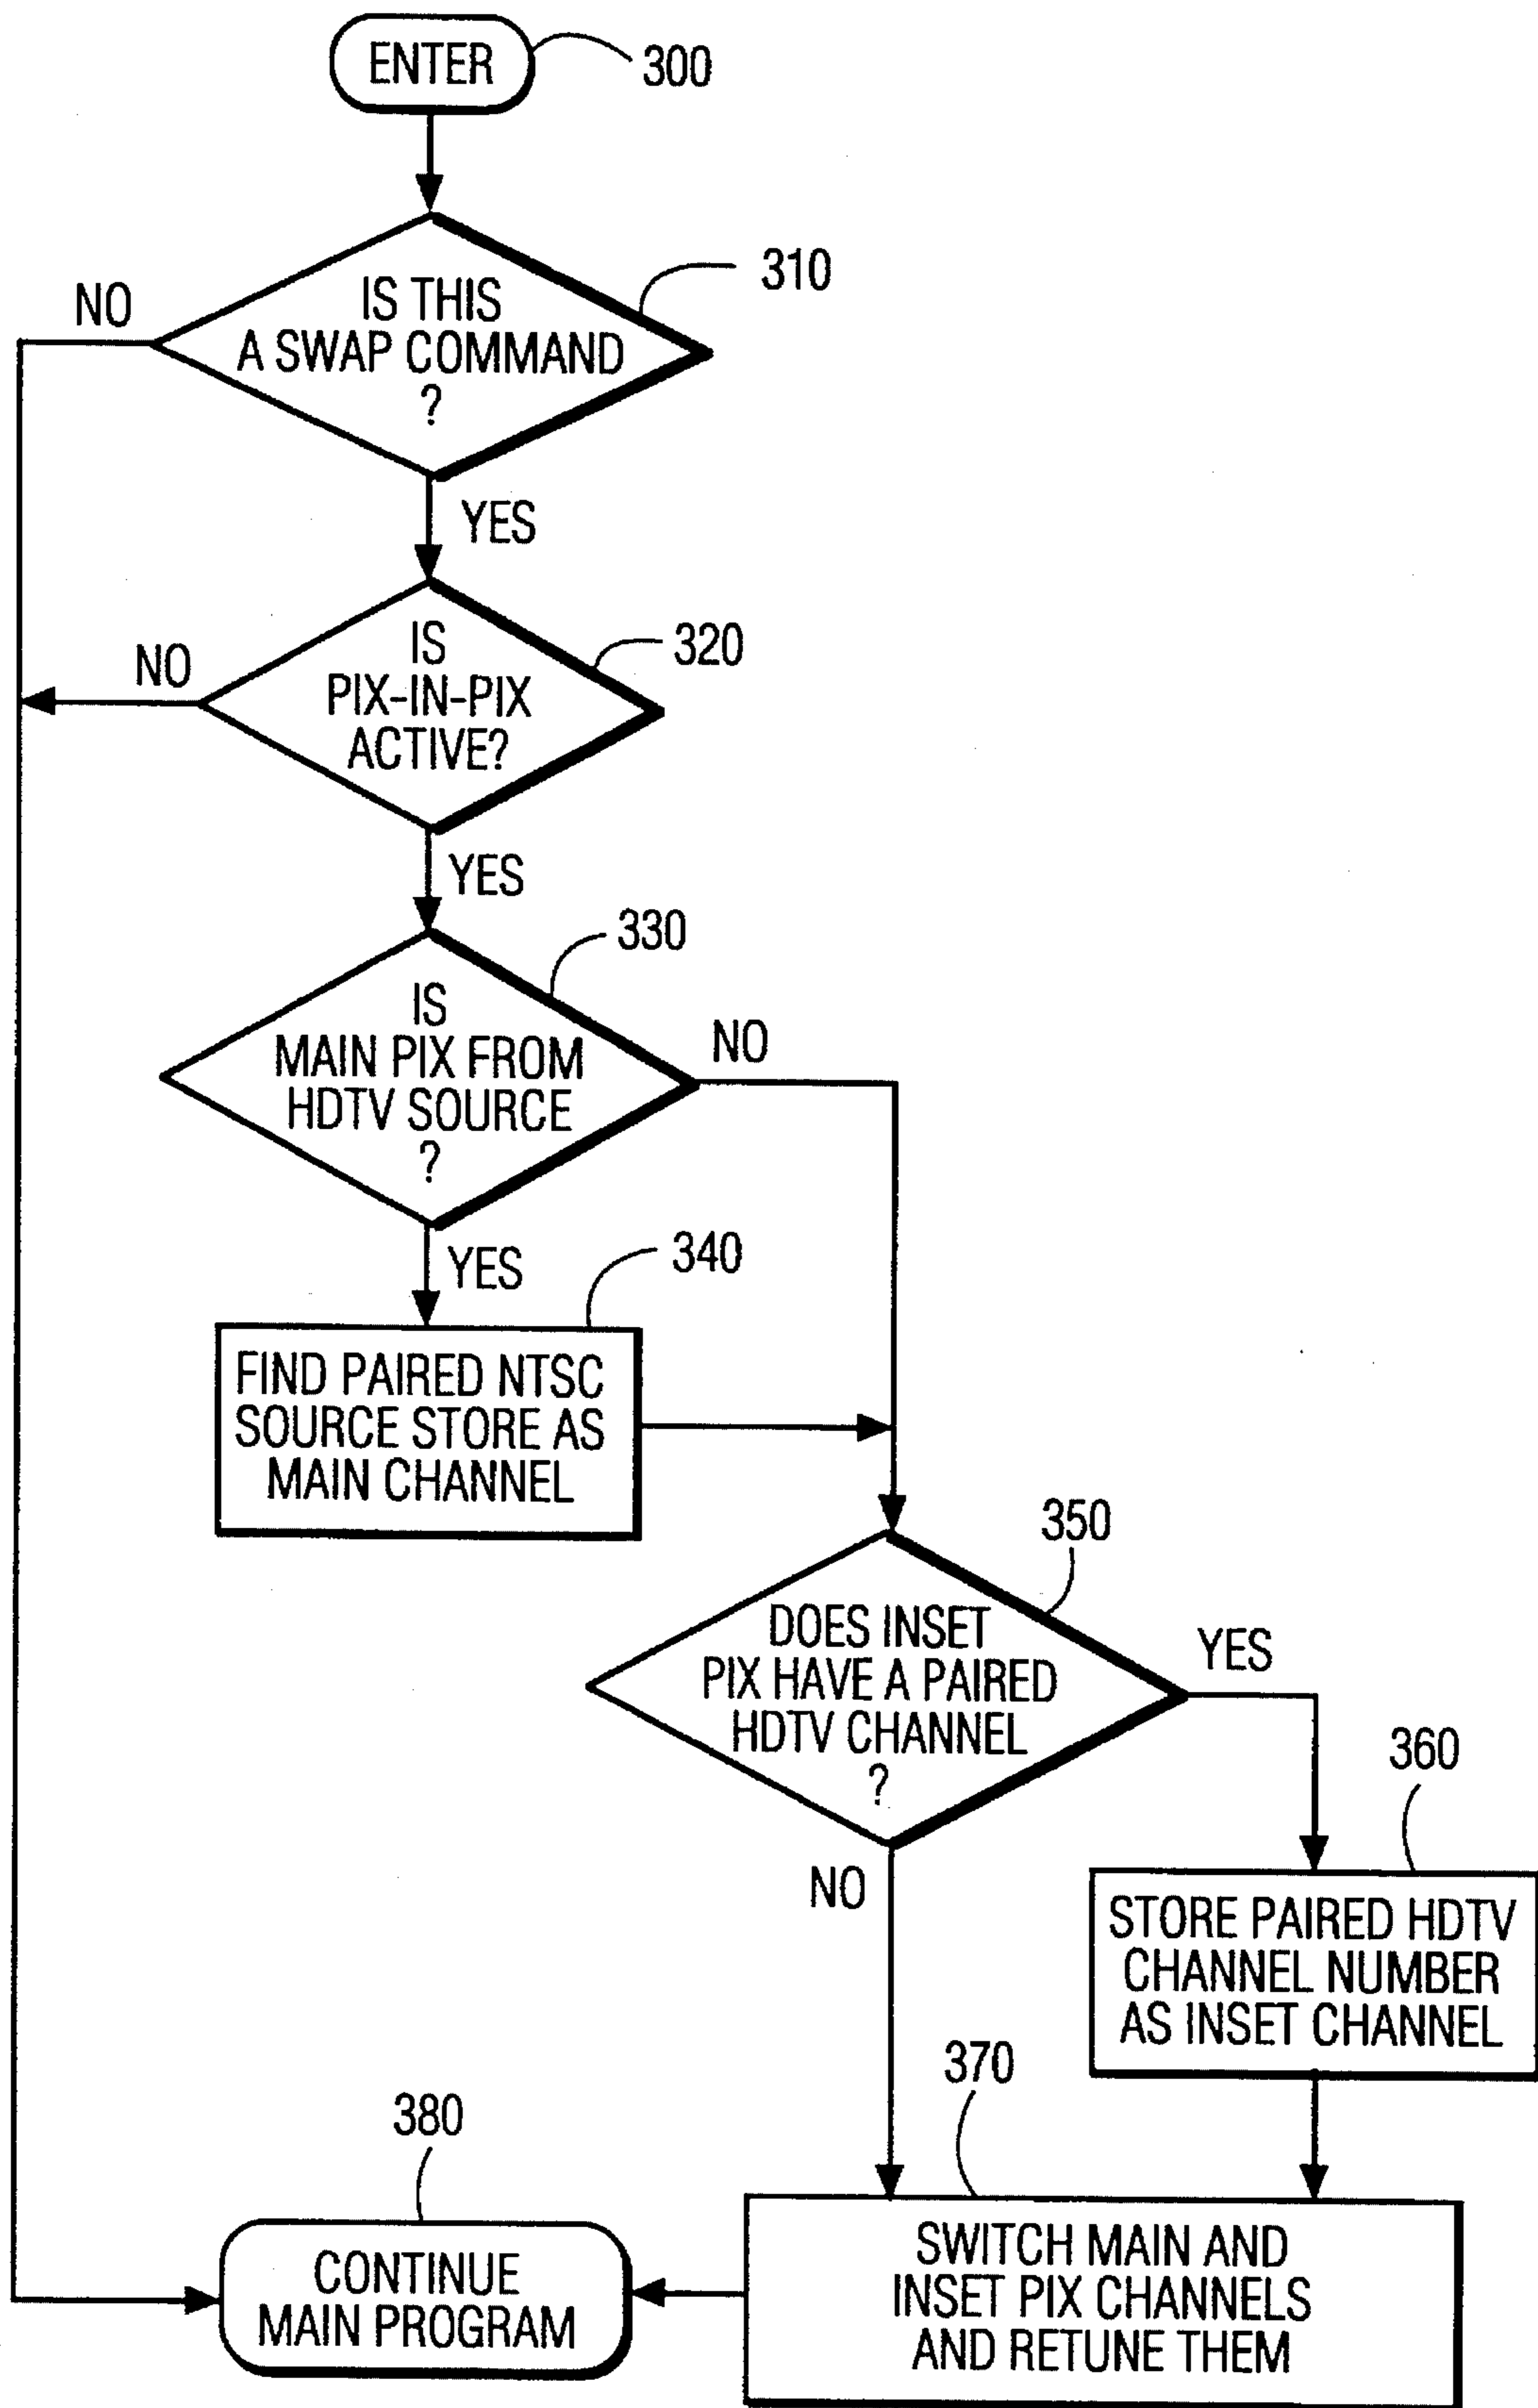 ENTER
300
310
NO
IS THIS
A SWAP COMMAND
?
YES
320
NO
IS
PIX-IN-PIX
ACTIVE?
YES
330
IS
MAIN PIX FROM
HDTV SOURCE
?
NO
YES
340
FIND PAIRED NTSC
SOURCE STORE AS
MAIN CHANNEL
350
DOES INSET
PIX HAVE A PAIRED
HDTV CHANNEL
?
YES
360
NO
STORE PAIRED HDTV
CHANNEL NUMBER
AS INSET CHANNEL
370
380
CONTINUE
MAIN PROGRAM
SWITCH MAIN AND
INSET PIX CHANNELS
AND RETUNE THEM